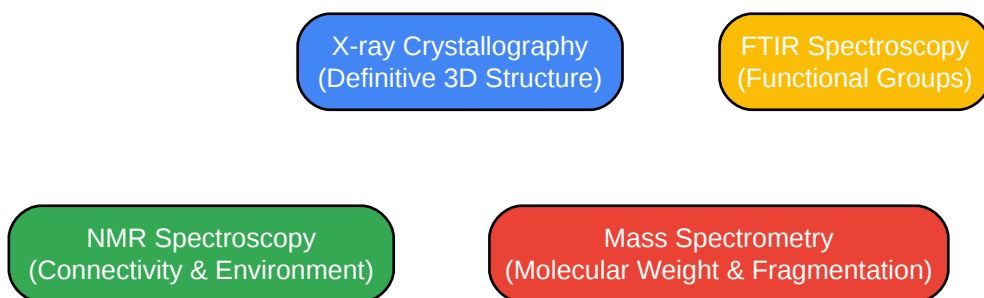 X-ray Crystallography
(Definitive 3D Structure)
FTIR Spectroscopy
(Functional Groups)
NMR Spectroscopy
(Connectivity & Environment)
Mass Spectrometry
(Molecular Weight & Fragmentation)